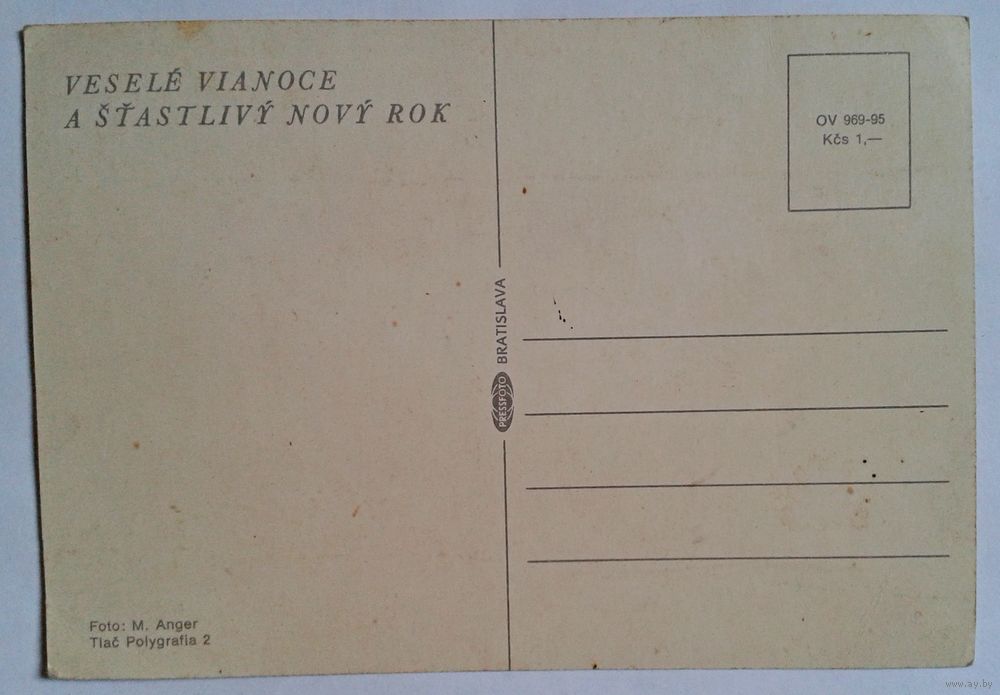 VESELÉ VIANOCE
A ŠŤASTLIVÝ NOVÝ ROK
OV 969-95
Kčs 1,—
PRESSFOTO BRATISLAVA
Foto: M. Anger
Tlač Polygrafia 2
www.ay.by